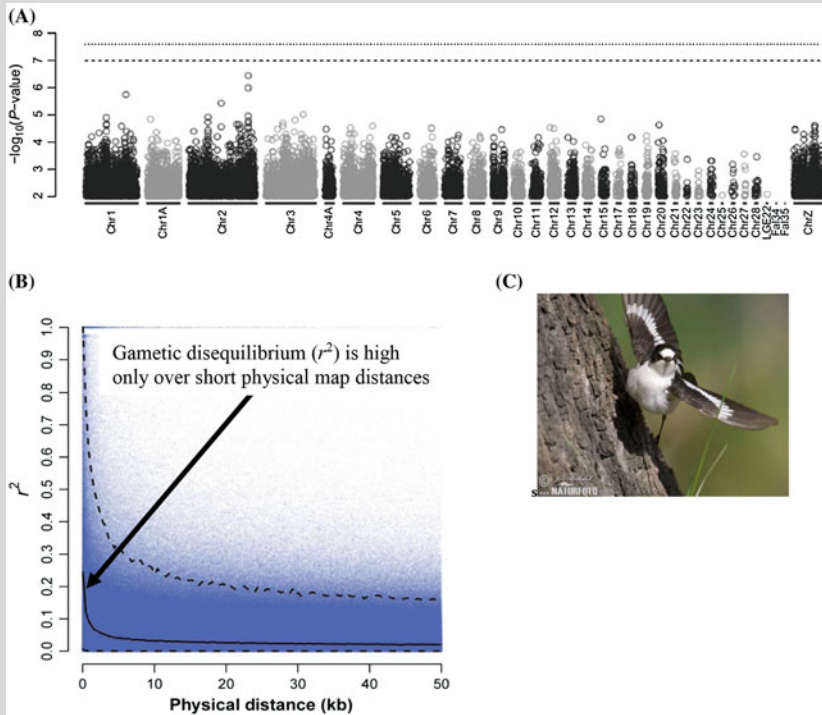 (A)
−log10(P−value)
8
7
6
5
4
3
2
Chr1
Chr1A
Chr2
Chr3
Chr4A
Chr4
Chr5
Chr6
Chr7
Chr8
Chr9
Chr10
Chr11
Chr12
Chr13
Chr14
Chr15
Chr17
Chr18
Chr19
Chr20
Chr21
Chr22
Chr23
Chr24
Chr25
Chr26
Chr27
Chr28
LGE22
Fal34
Fal35
ChrZ
(B)
r²
1.0
0.9
0.8
0.7
0.6
0.5
0.4
0.3
0.2
0.1
0.0
Gametic disequilibrium (r²) is high
only over short physical map distances
0 10 20 30 40 50
Physical distance (kb)
(C)
©
NATURFOTO